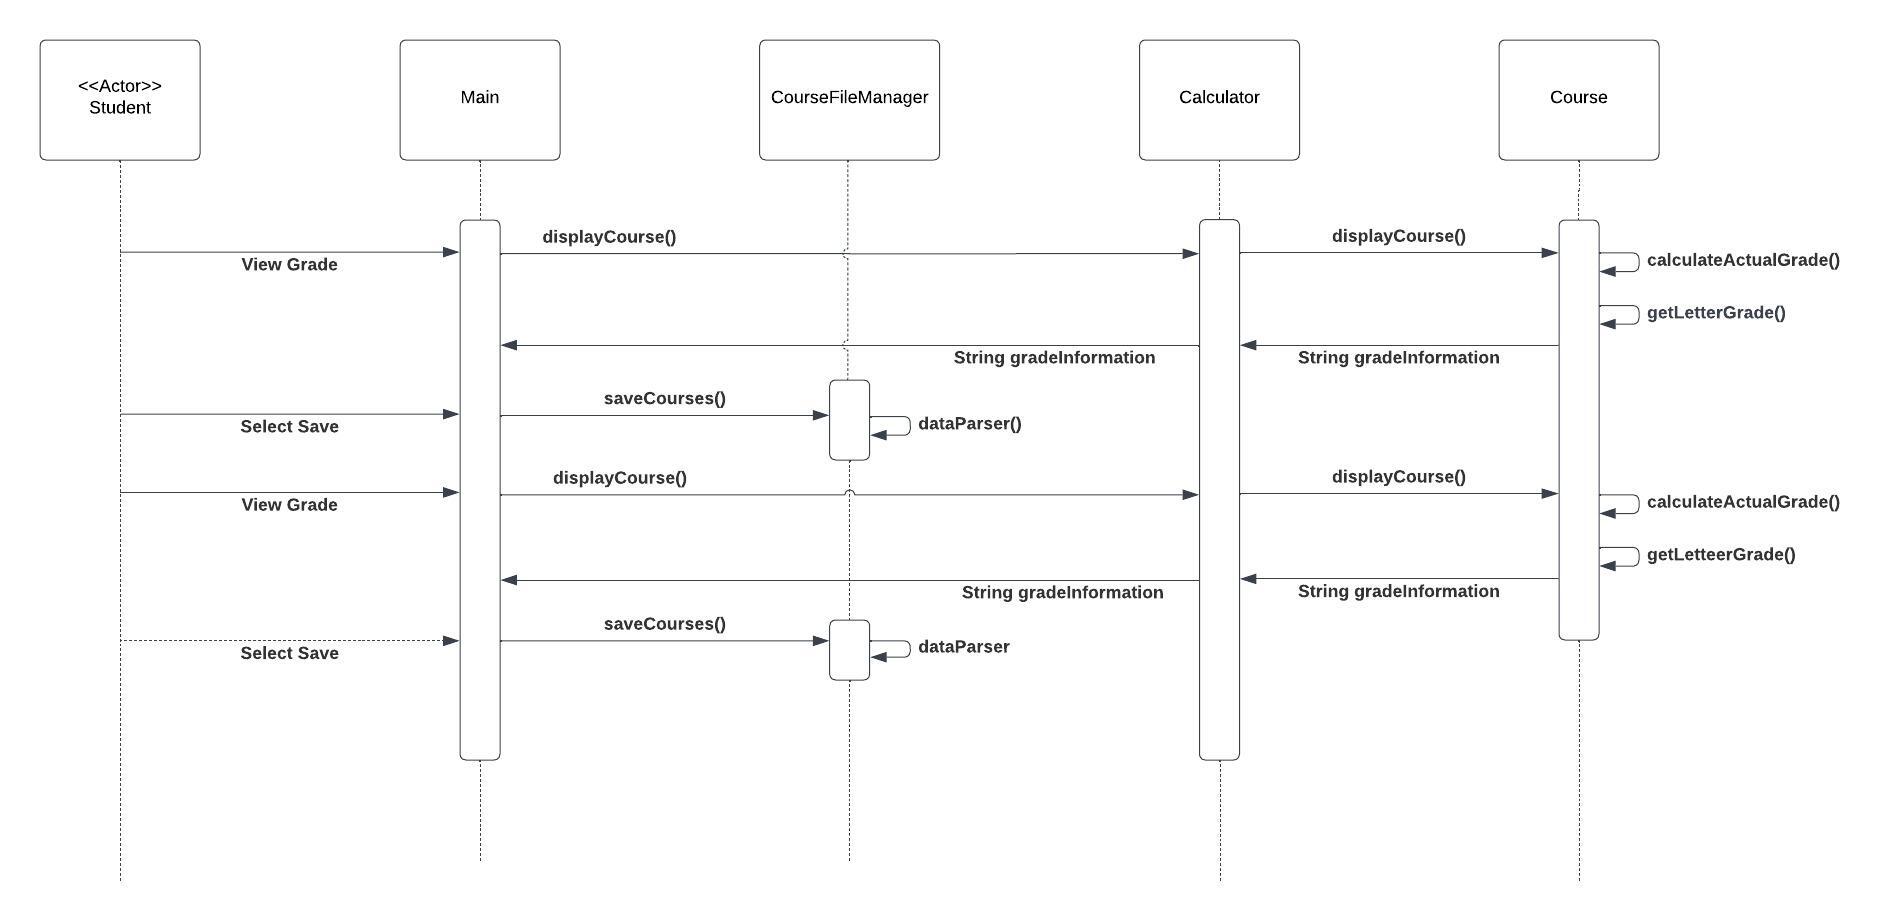 <<Actor>>
Student
Main
CourseFileManager
Calculator
Course
displayCourse()
displayCourse()
View Grade
calculateActualGrade()
getLetterGrade()
String gradeInformation
String gradeInformation
saveCourses()
Select Save
dataParser()
displayCourse()
displayCourse()
View Grade
calculateActualGrade()
getLetteerGrade()
String gradeInformation
String gradeInformation
saveCourses()
Select Save
dataParser